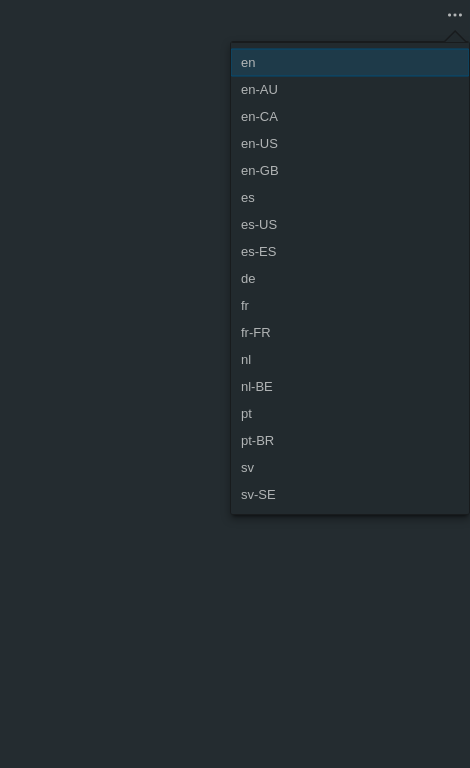 en
en-AU
en-CA
en-US
en-GB
es
es-US
es-ES
de
fr
fr-FR
nl
nl-BE
pt
pt-BR
sv
sv-SE